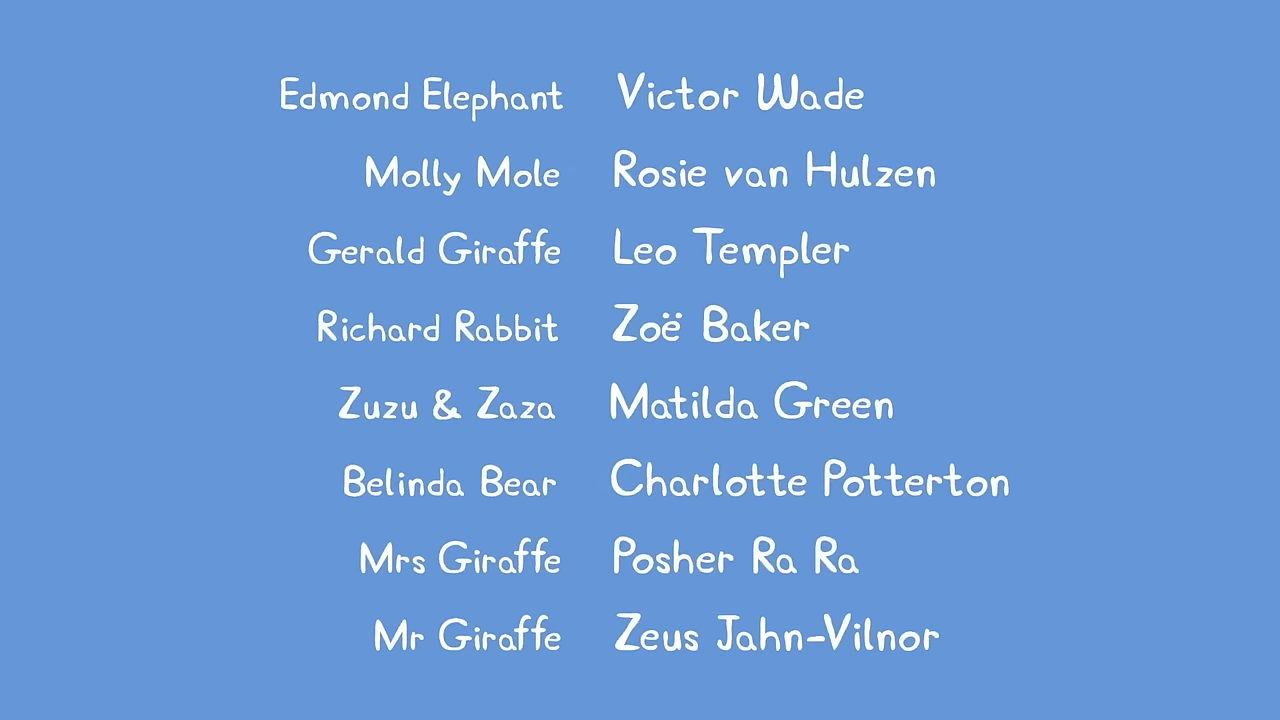 Edmond Elephant Victor Wade
Molly Mole Rosie van Hulzen
Gerald Giraffe Leo Templer
Richard Rabbit Zoë Baker
Zuzu & Zaza Matilda Green
Belinda Bear Charlotte Potterton
Mrs Giraffe Posher Ra Ra
Mr Giraffe Zeus Jahn-Vilnor